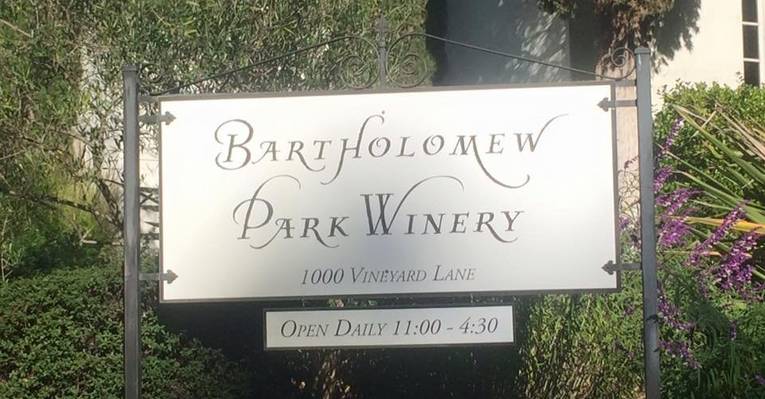 Bartholomew
Park Winery
1000 Vineyard Lane
Open Daily 11:00 - 4:30